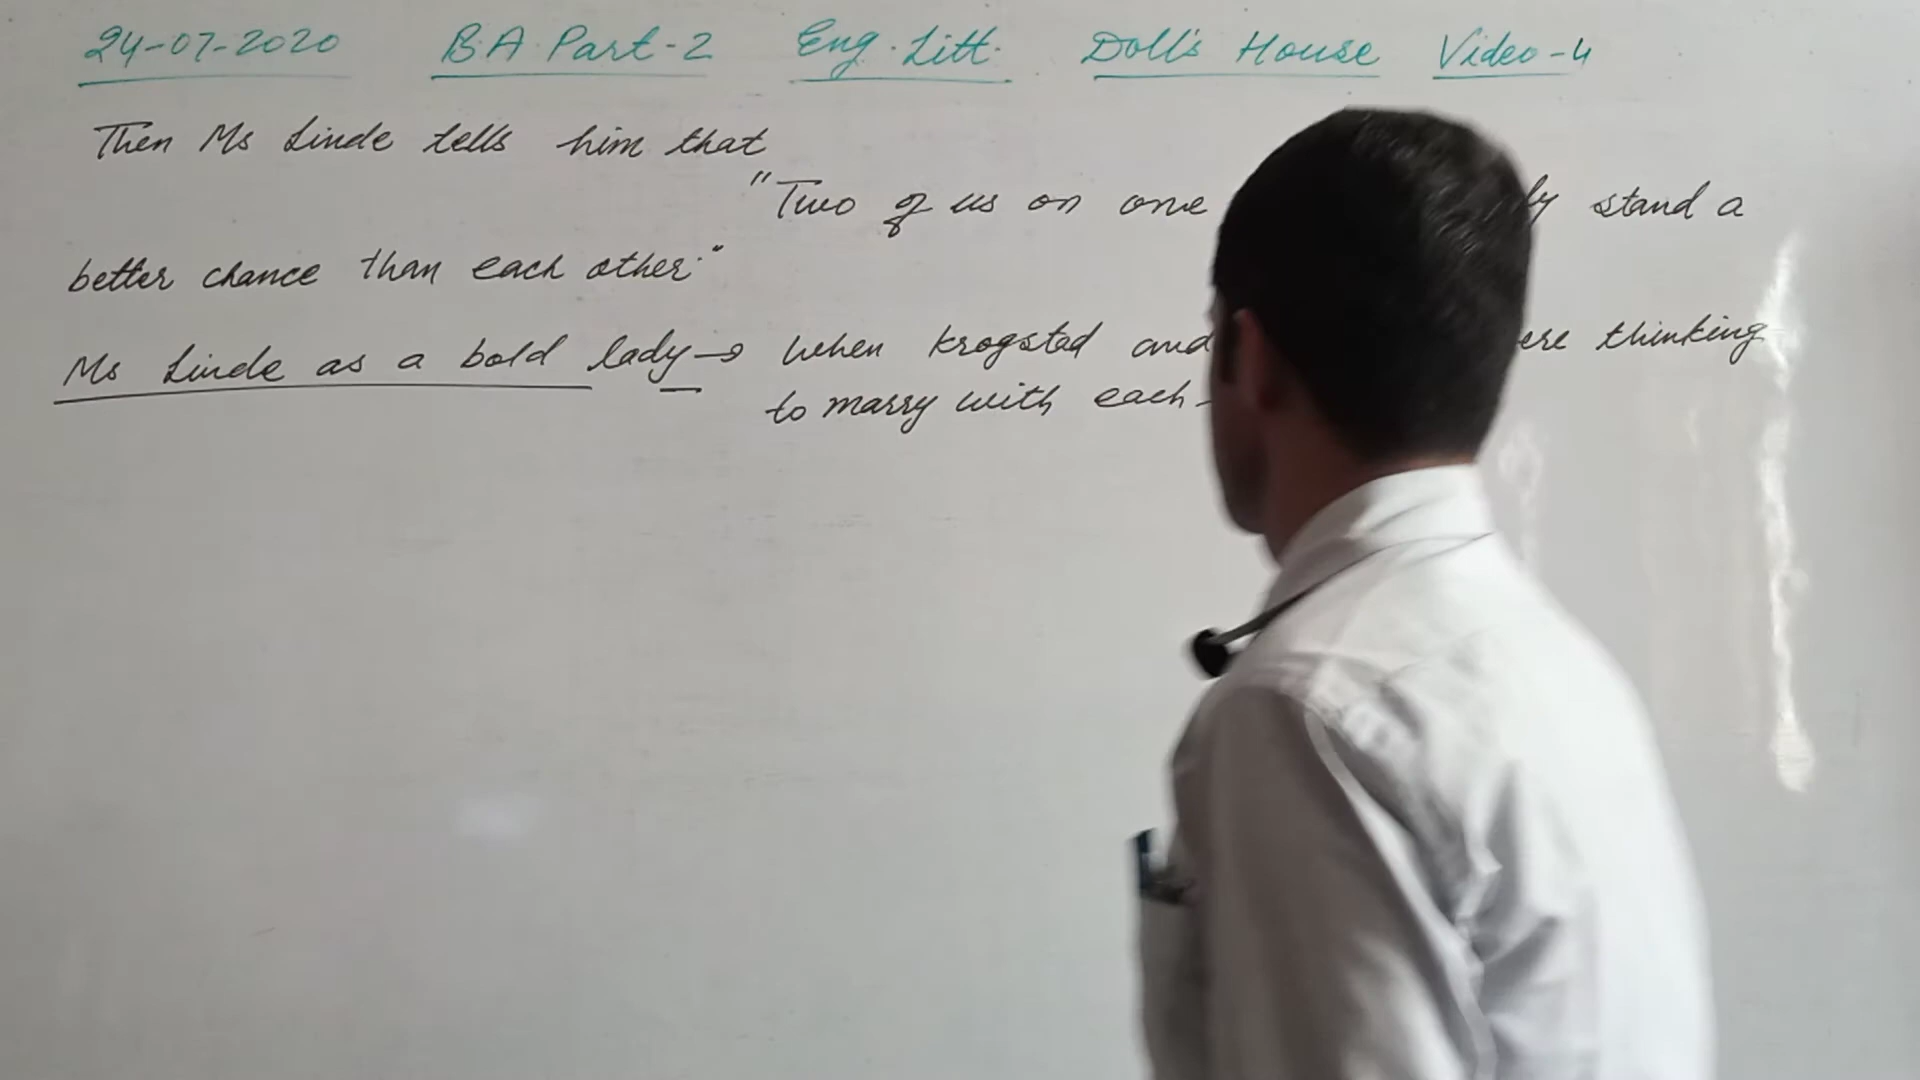 24-07-2020 B.A. Part-2 Eng. Litt. Doll's House Video-4
Then Ms Linde tells him that
"Two of us on one stand a
better chance than each other."
Ms Linde as a bold lady → When Krogstad and thinking
to marry with each-